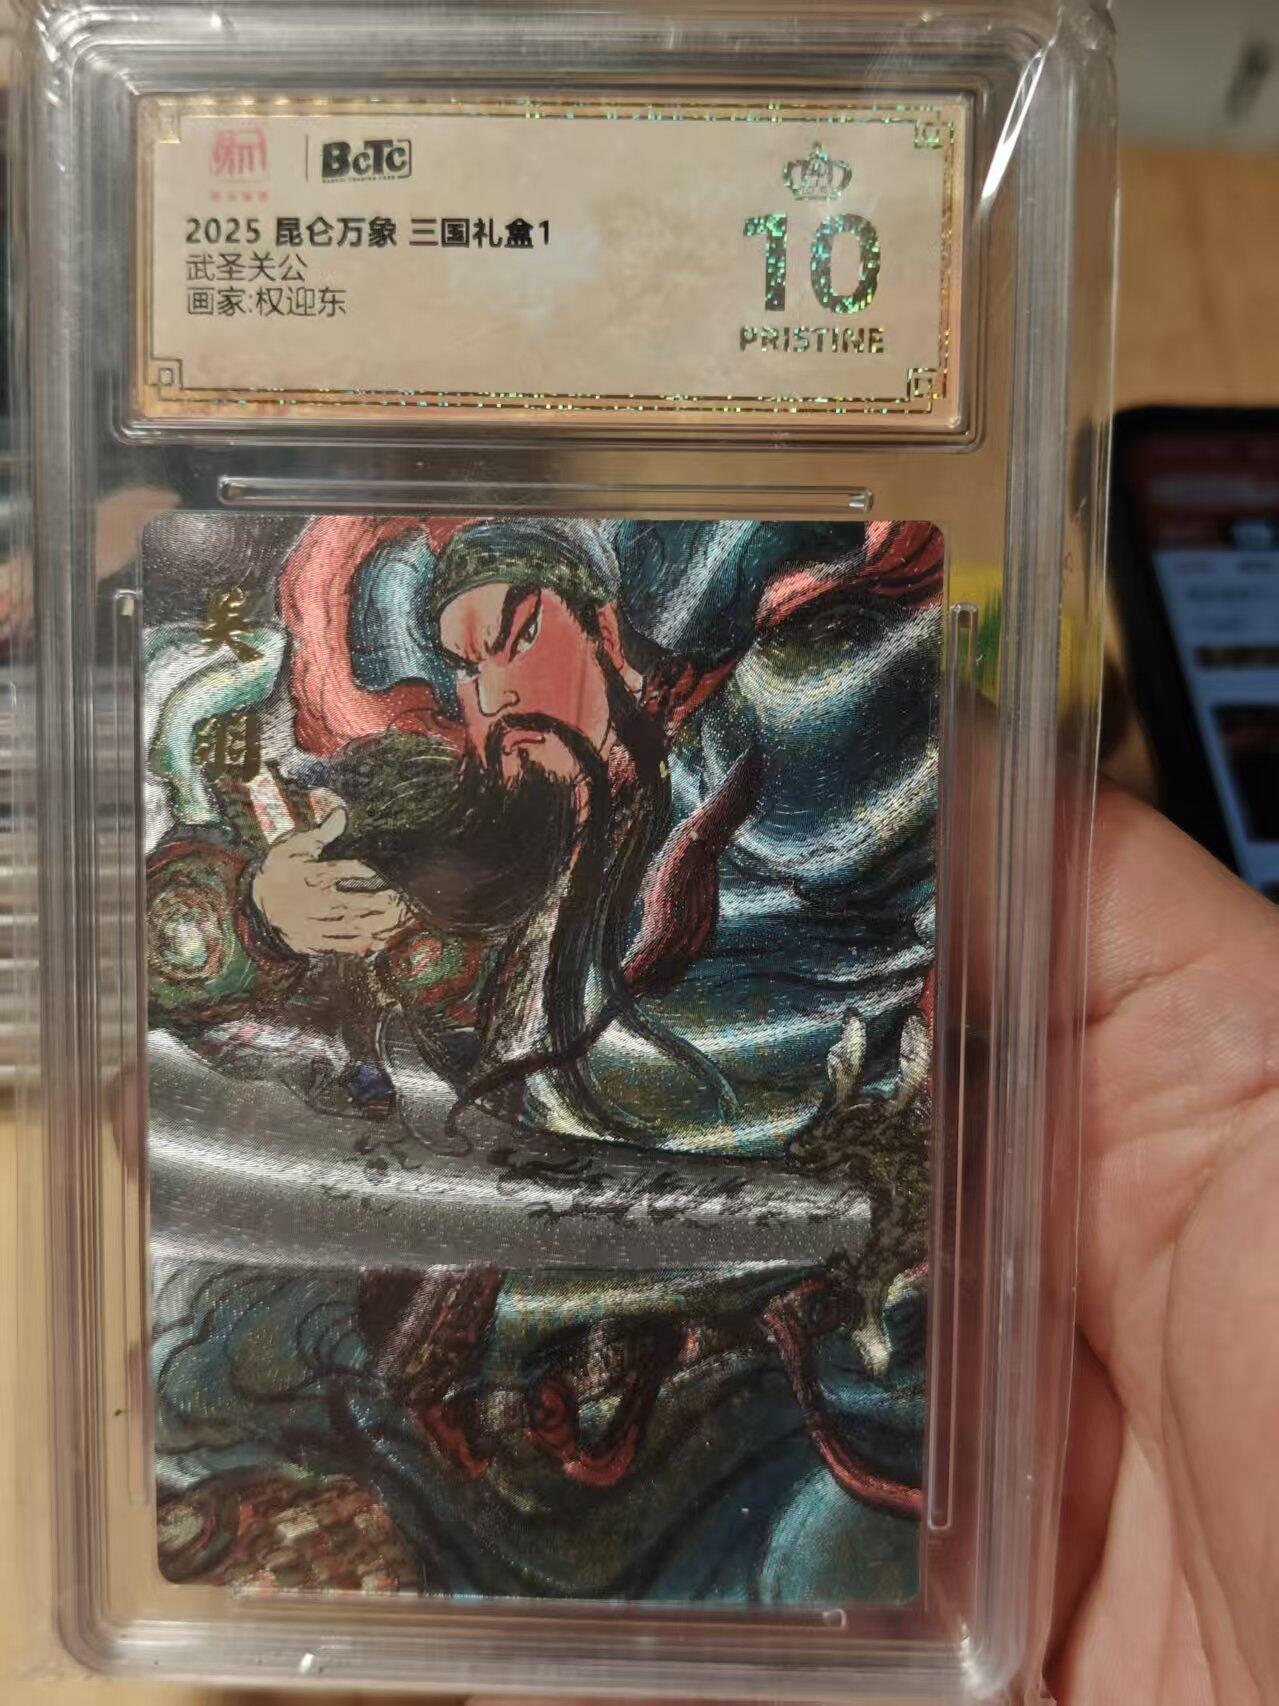 BcTc
2025 昆仑万象 三国礼盒1
武圣关公
画家:权迎东
10
PRISTINE
关
羽